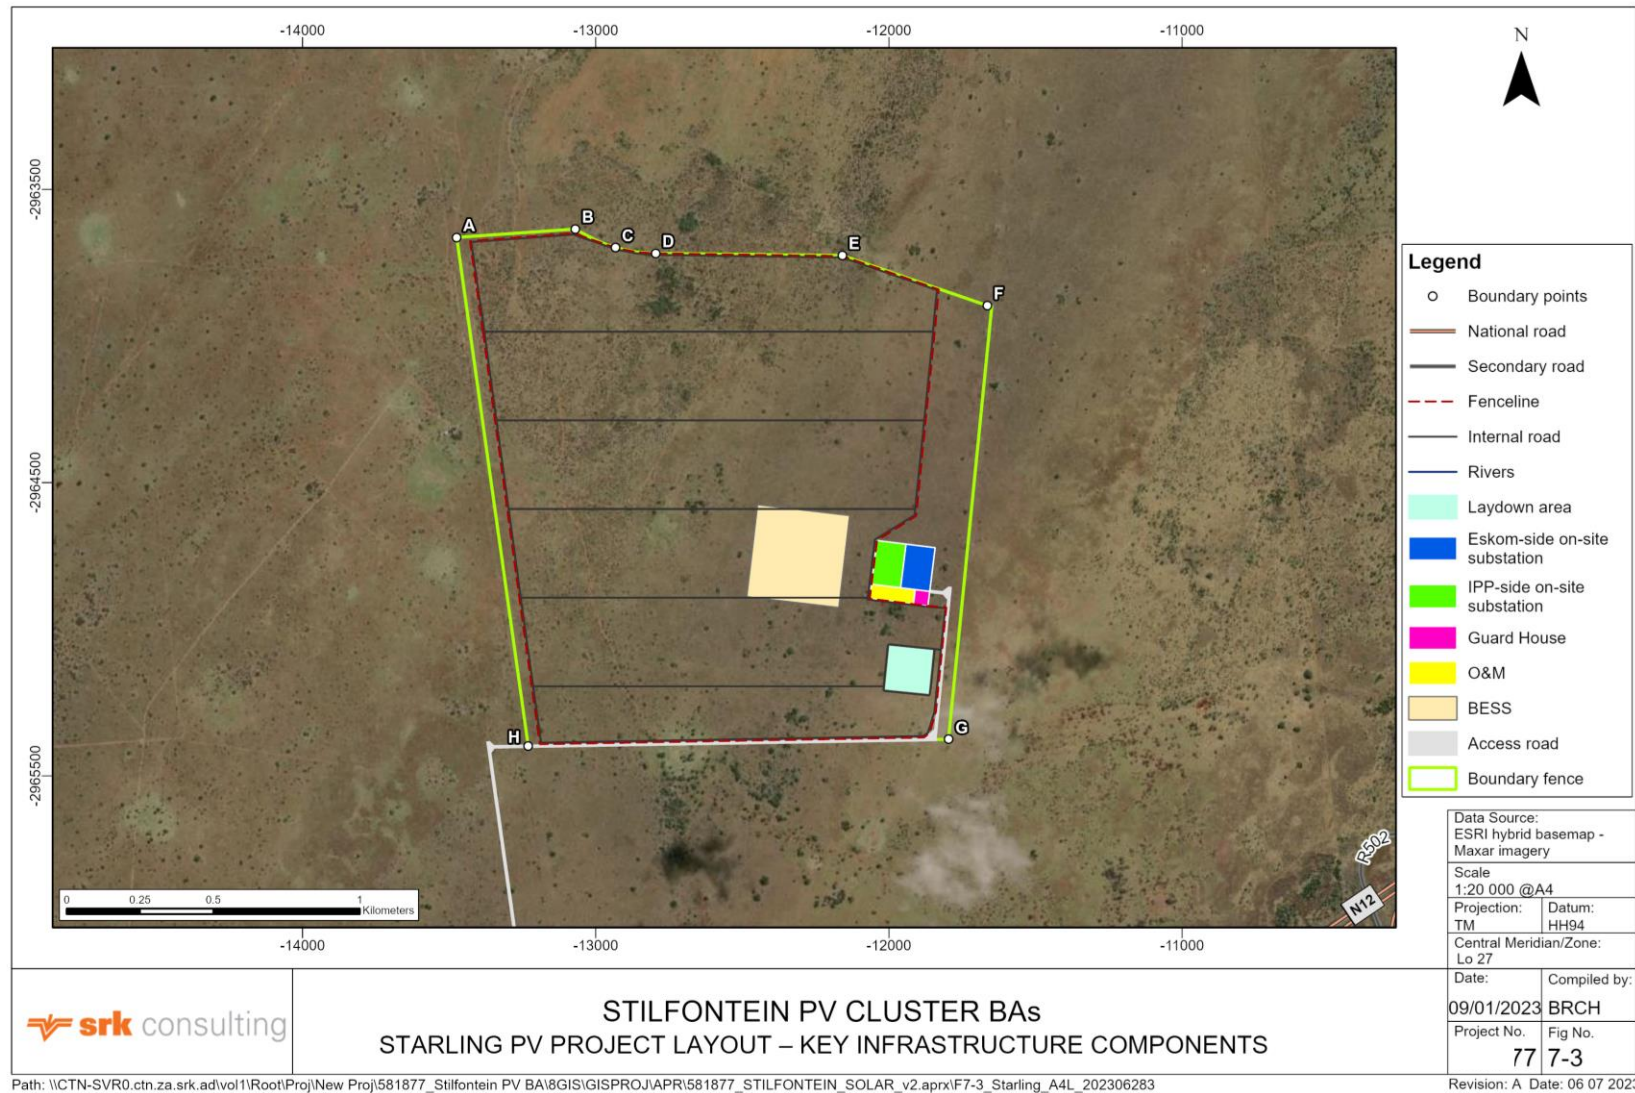 -14000
-13000
-12000
-11000
N
-2963500
-2964500
-2965500
A
B
C
D
E
F
G
H
R502
N12
0
0.25
0.5
1
Kilometers
-14000
-13000
-12000
-11000
Legend
Boundary points
National road
Secondary road
Fenceline
Internal road
Rivers
Laydown area
Eskom-side on-site
substation
IPP-side on-site
substation
Guard House
O&M
BESS
Access road
Boundary fence
Data Source:
ESRI hybrid basemap -
Maxar imagery
Scale
1:20 000 @A4
Projection:
TM
Datum:
HH94
Central Meridian/Zone:
Lo 27
Date:
09/01/2023
Compiled by:
BRCH
Project No.
77
Fig No.
7-3
srk consulting
STILFONTEIN PV CLUSTER BAs
STARLING PV PROJECT LAYOUT – KEY INFRASTRUCTURE COMPONENTS
Path: \\CTN-SVR0.ctn.za.srk.ad\vol1\Root\Proj\New Proj\581877_Stilfontein PV BA\8GIS\GISPROJ\APR\581877_STILFONTEIN_SOLAR_v2.aprx\F7-3_Starling_A4L_202306283
Revision: A Date: 06 07 2023